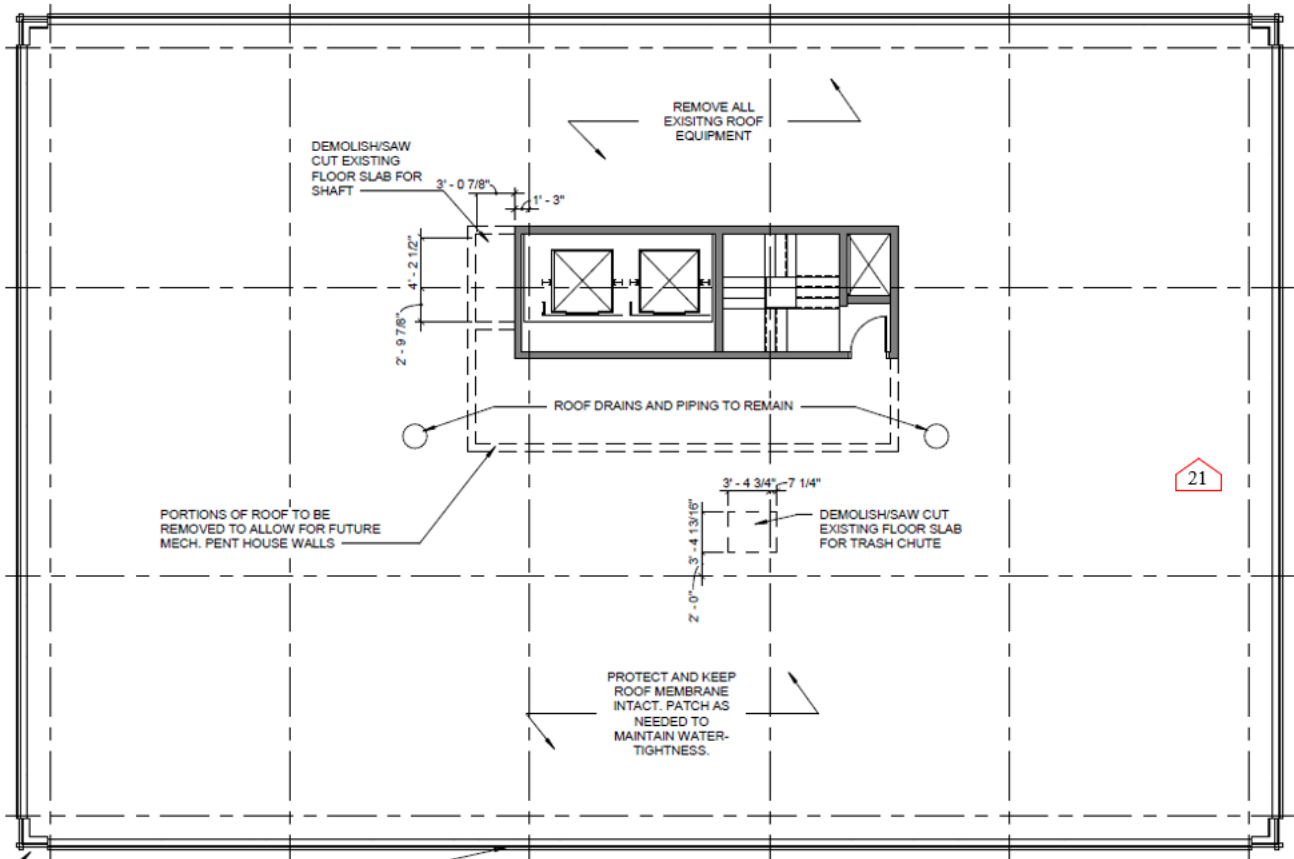 REMOVE ALL
EXISITNG ROOF
EQUIPMENT
DEMOLISH/SAW
CUT EXISTING
FLOOR SLAB FOR
SHAFT
3' - 0 7/8"
1' - 3"
4' - 2 1/2"
2' - 9 7/8"
ROOF DRAINS AND PIPING TO REMAIN
21
3' - 4 3/4"
7 1/4"
3' - 4 13/16"
2' - 0"
DEMOLISH/SAW CUT
EXISTING FLOOR SLAB
FOR TRASH CHUTE
PORTIONS OF ROOF TO BE
REMOVED TO ALLOW FOR FUTURE
MECH. PENT HOUSE WALLS
PROTECT AND KEEP
ROOF MEMBRANE
INTACT. PATCH AS
NEEDED TO
MAINTAIN WATER-
TIGHTNESS.